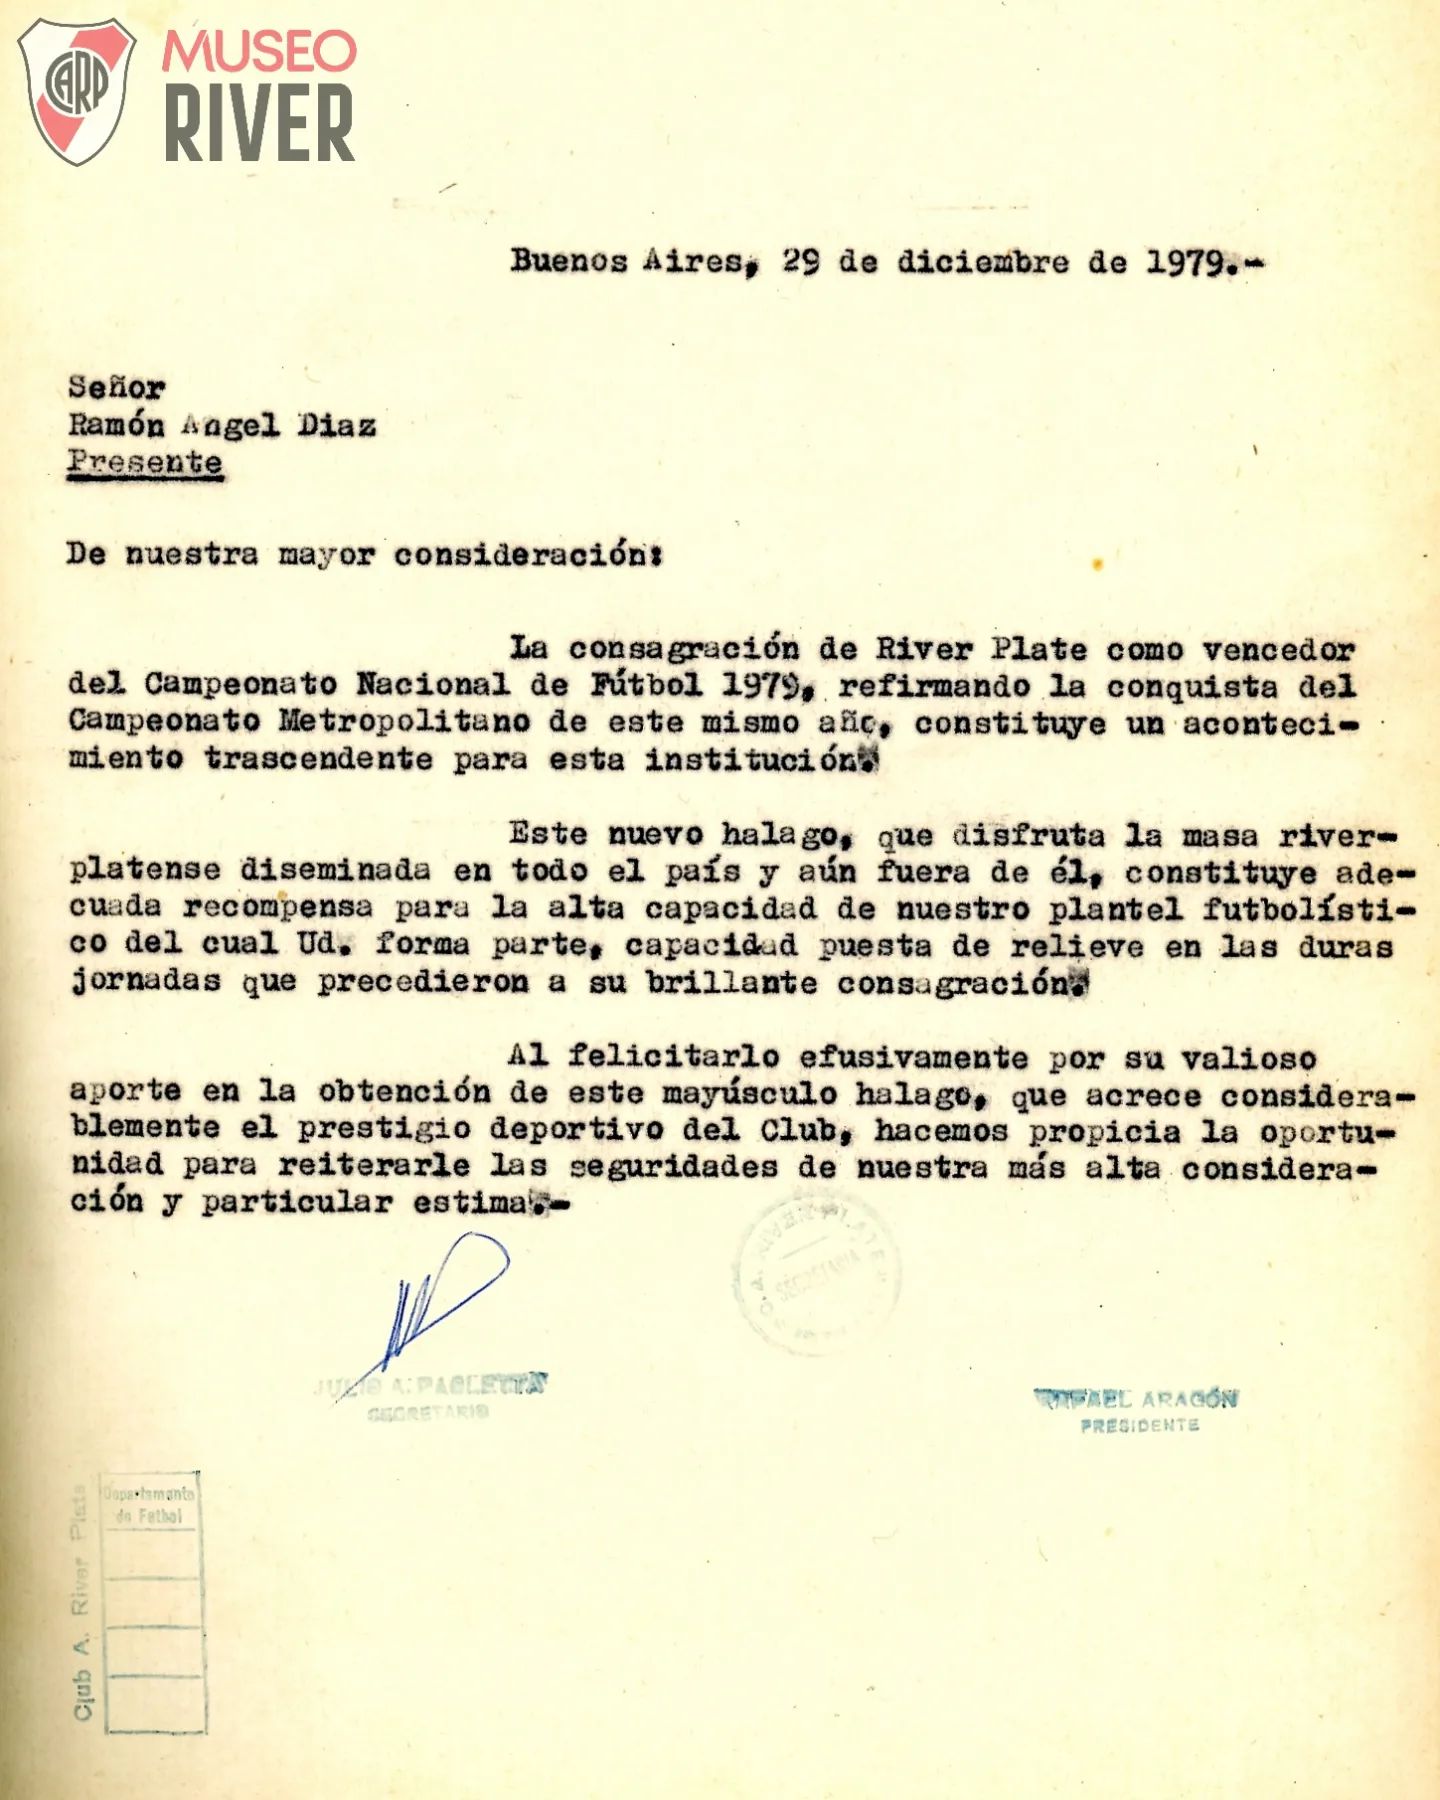 CARP
MUSEO
RIVER
Buenos Aires, 29 de diciembre de 1979.-
Señor
Ramón Angel Diaz
Presente
De nuestra mayor consideración:
La consagración de River Plate como vencedor
del Campeonato Nacional de Fútbol 1979, refirmando la conquista del
Campeonato Metropolitano de este mismo año, constituye un aconteci-
miento trascendente para esta institución.
Este nuevo halago, que disfruta la masa river-
platense diseminada en todo el país y aún fuera de él, constituye ade-
cuada recompensa para la alta capacidad de nuestro plantel futbolísti-
co del cual Ud. forma parte, capacidad puesta de relieve en las duras
jornadas que precedieron a su brillante consagración.
Al felicitarlo efusivamente por su valioso
aporte en la obtención de este mayúsculo halago, que acrece considera-
blemente el prestigio deportivo del Club, hacemos propicia la oportu-
nidad para reiterarle las seguridades de nuestra más alta considera-
ción y particular estima.-
SECRETARIA
JULIO A. PAOLETTA
SECRETARIO
RAFAEL ARAGÓN
PRESIDENTE
Departamento
de Fútbol
Club A. River Plate